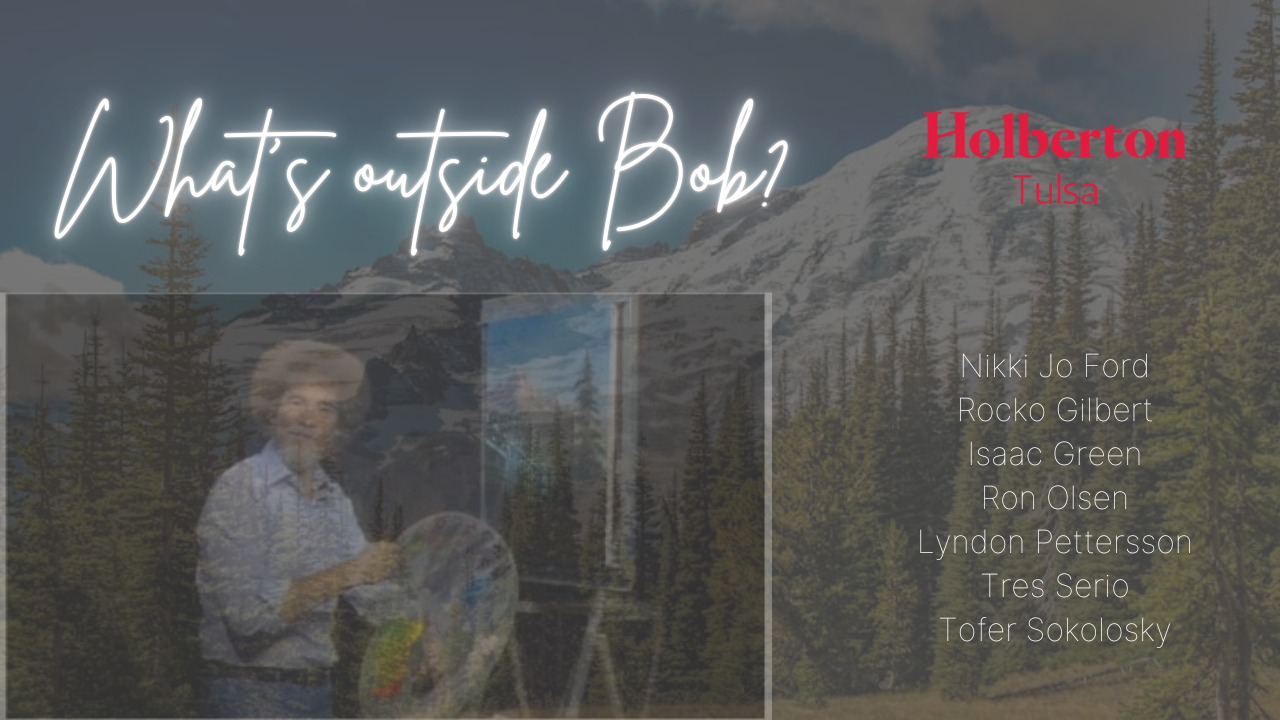 What's outside Bob?
Holberton
Tulsa
Nikki Jo Ford
Rocko Gilbert
Isaac Green
Ron Olsen
Lyndon Pettersson
Tres Serio
Tofer Sokolosky